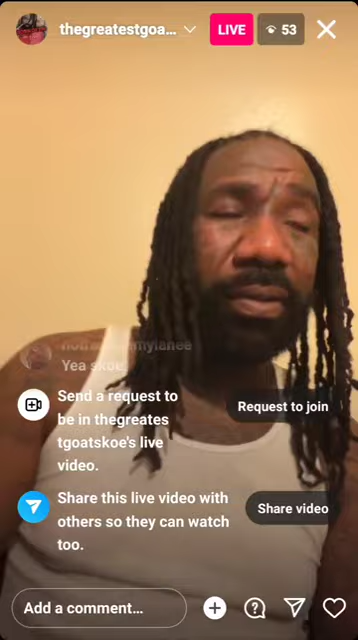 thegreatestgoa...
LIVE
53
Yea skoe
Send a request to
be in thegreates
tgoatskoe's live
video.
Request to join
Share this live video with
others so they can watch
too.
Share video
Add a comment...